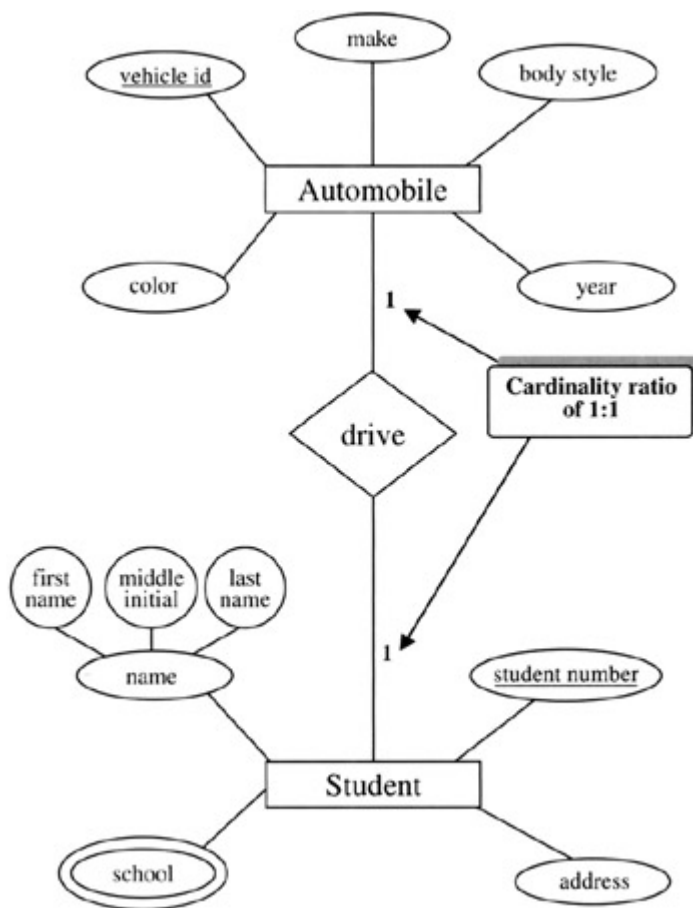 make
vehicle id
body style
Automobile
color
year
1
Cardinality ratio
of 1:1
drive
first
name
middle
initial
last
name
1
name
student number
Student
school
address